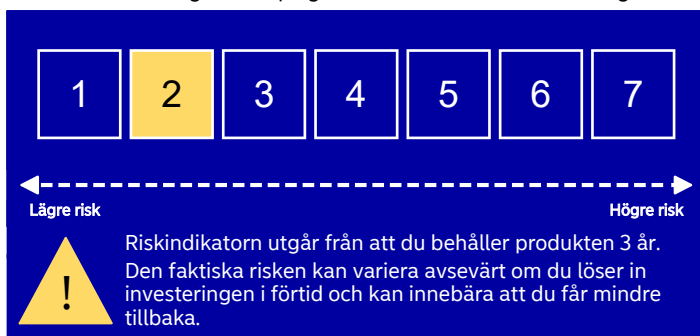 1 2 3 4 5 6 7
Lägre risk Högre risk
Riskindikatorn utgår från att du behåller produkten 3 år.
Den faktiska risken kan variera avsevärt om du löser in
investeringen i förtid och kan innebära att du får mindre
tillbaka.
!